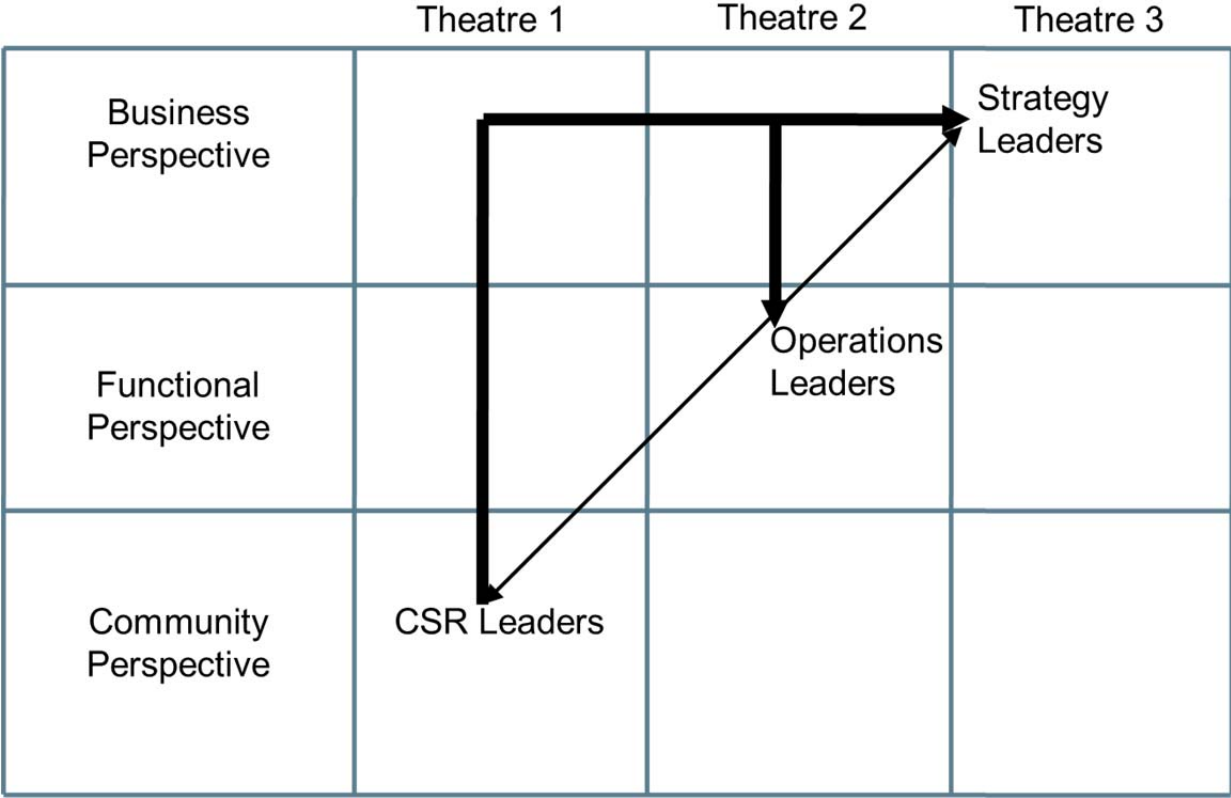 Theatre 1
Theatre 2
Theatre 3
Business
Perspective
Strategy
Leaders
Functional
Perspective
Operations
Leaders
Community
Perspective
CSR Leaders